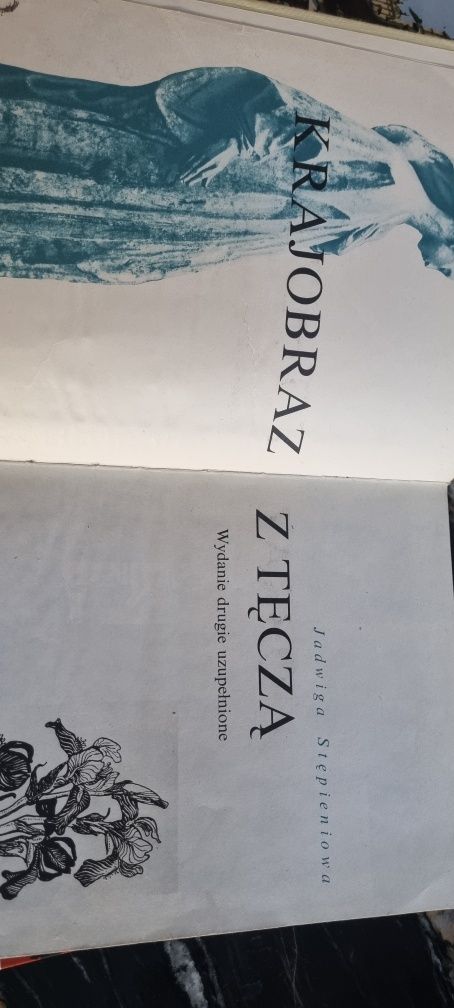 Jadwiga Stępieniowa
KRAJOBRAZ Z TĘCZĄ
Wydanie drugie uzupełnione